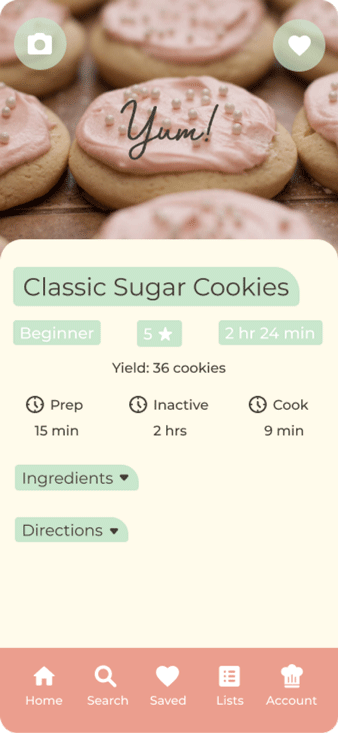 Yum!
Classic Sugar Cookies
Beginner 5 2 hr 24 min
Yield: 36 cookies
Prep Inactive Cook
15 min 2 hrs 9 min
Ingredients
Directions
Home Search Saved Lists Account